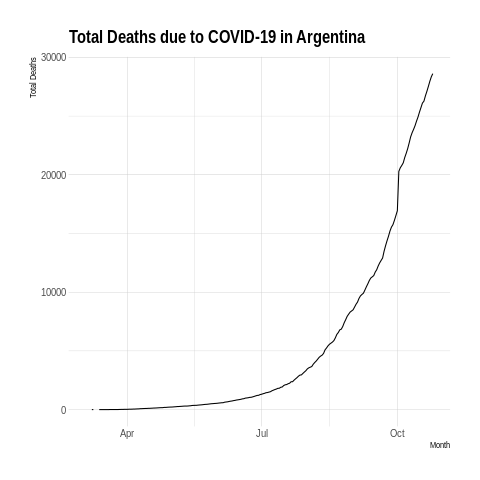 Total Deaths due to COVID-19 in Argentina
Total Deaths
30000
20000
10000
0
Apr Jul Oct
Month